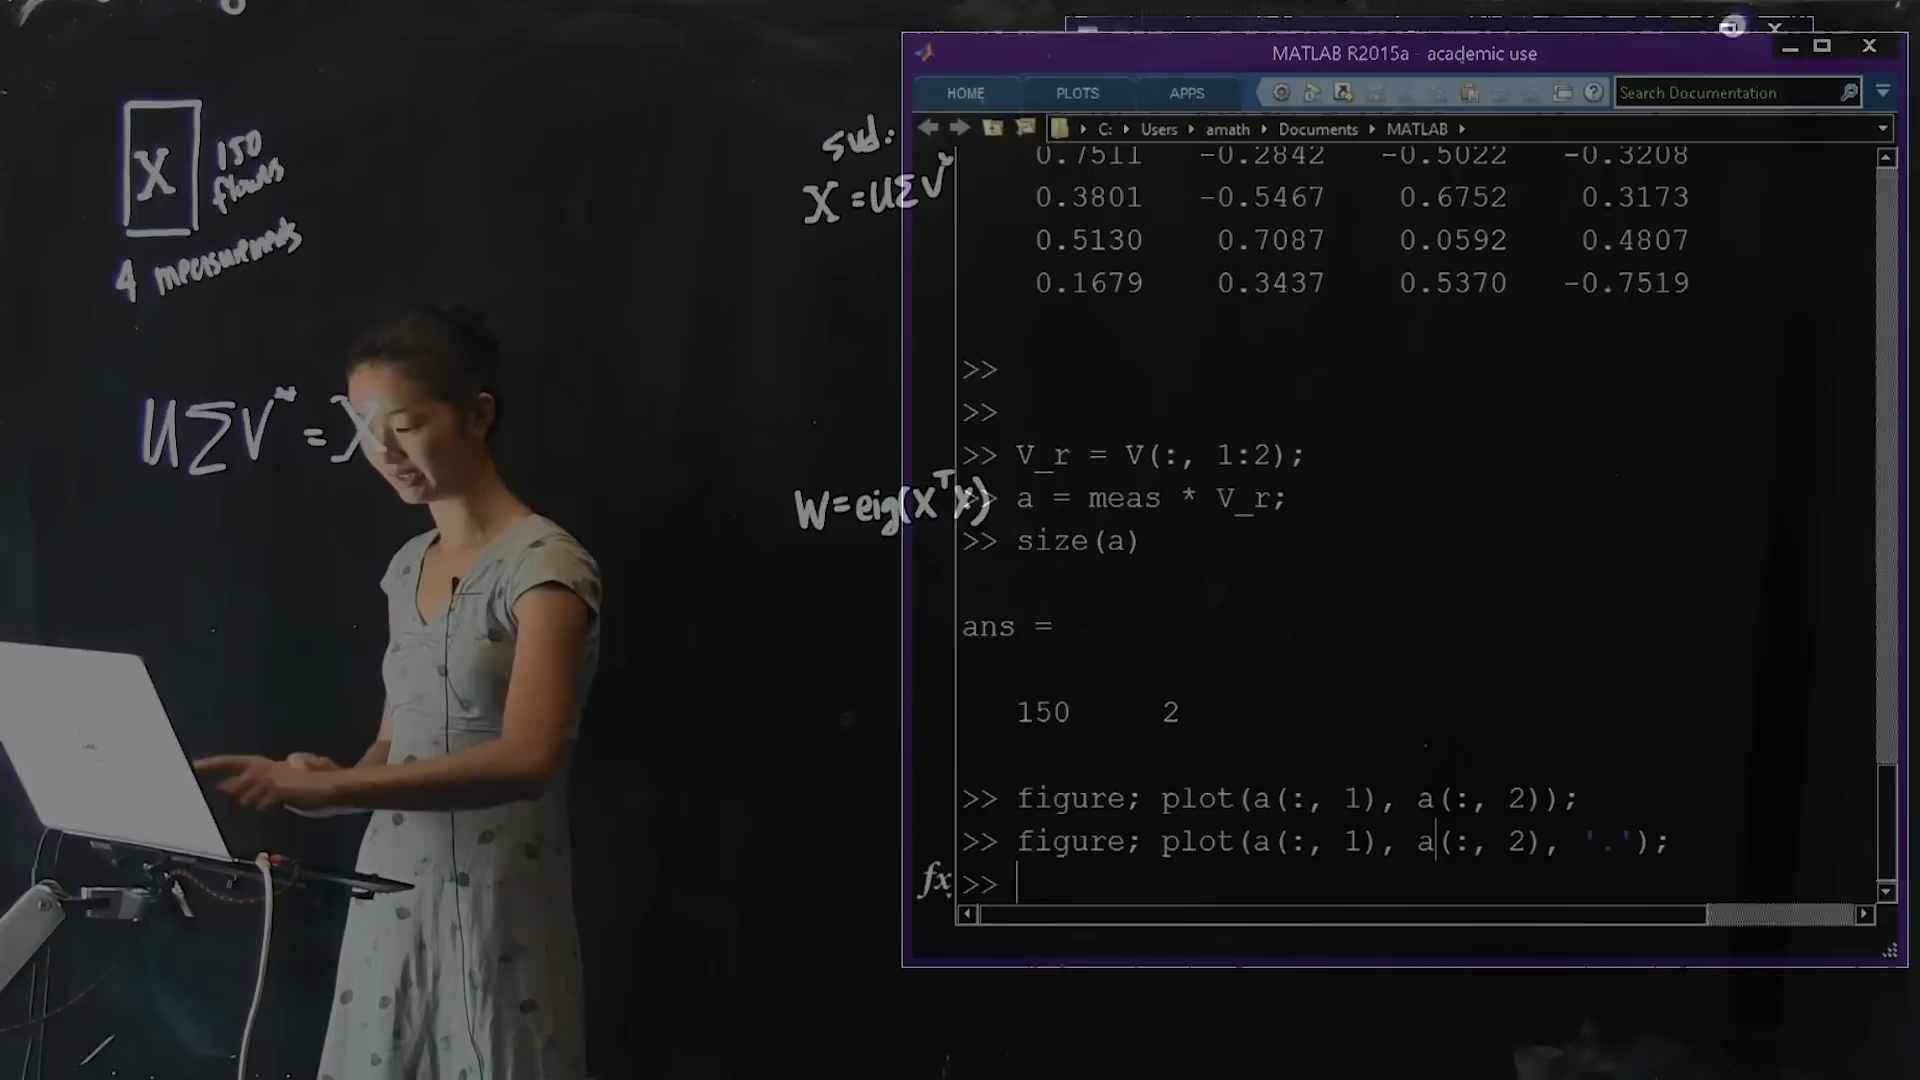 X
150
flowers
4 measurements
UΣV* = X
svd:
X = UΣV*
W=eig(XᵀX)
MATLAB R2015a - academic use
HOME PLOTS APPS Search Documentation
C: Users amath Documents MATLAB
0.7511 -0.2842 -0.5022 -0.3208
0.3801 -0.5467 0.6752 0.3173
0.5130 0.7087 0.0592 0.4807
0.1679 0.3437 0.5370 -0.7519
>>
>>
>> V_r = V(:, 1:2);
>> a = meas * V_r;
>> size(a)
ans =
150 2
>> figure; plot(a(:, 1), a(:, 2));
>> figure; plot(a(:, 1), a(:, 2), '.');
fx >>